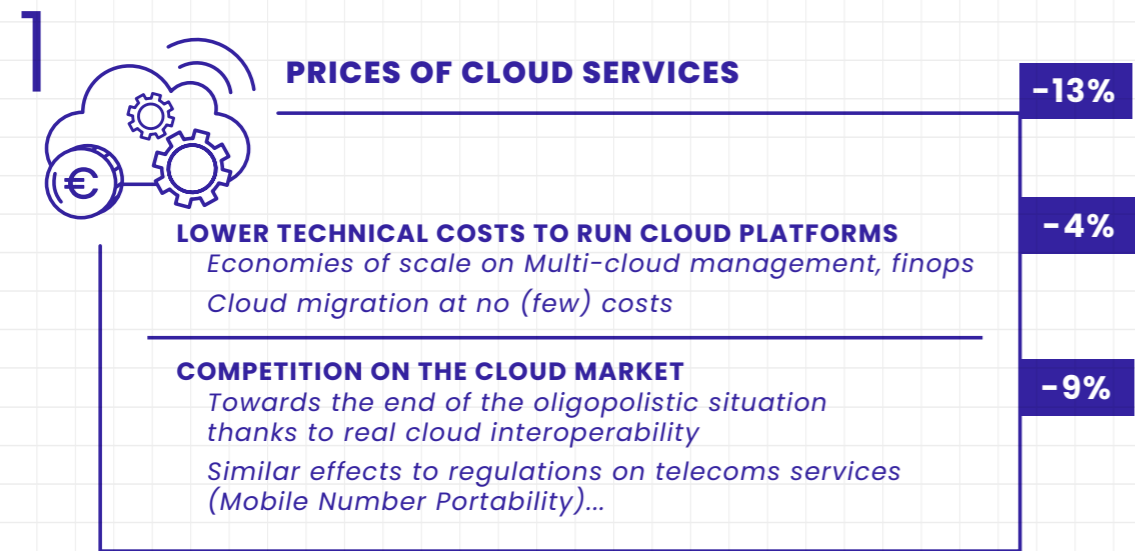 1
PRICES OF CLOUD SERVICES
-13%
€
LOWER TECHNICAL COSTS TO RUN CLOUD PLATFORMS
-4%
Economies of scale on Multi-cloud management, finops
Cloud migration at no (few) costs
COMPETITION ON THE CLOUD MARKET
-9%
Towards the end of the oligopolistic situation
thanks to real cloud interoperability
Similar effects to regulations on telecoms services
(Mobile Number Portability)...